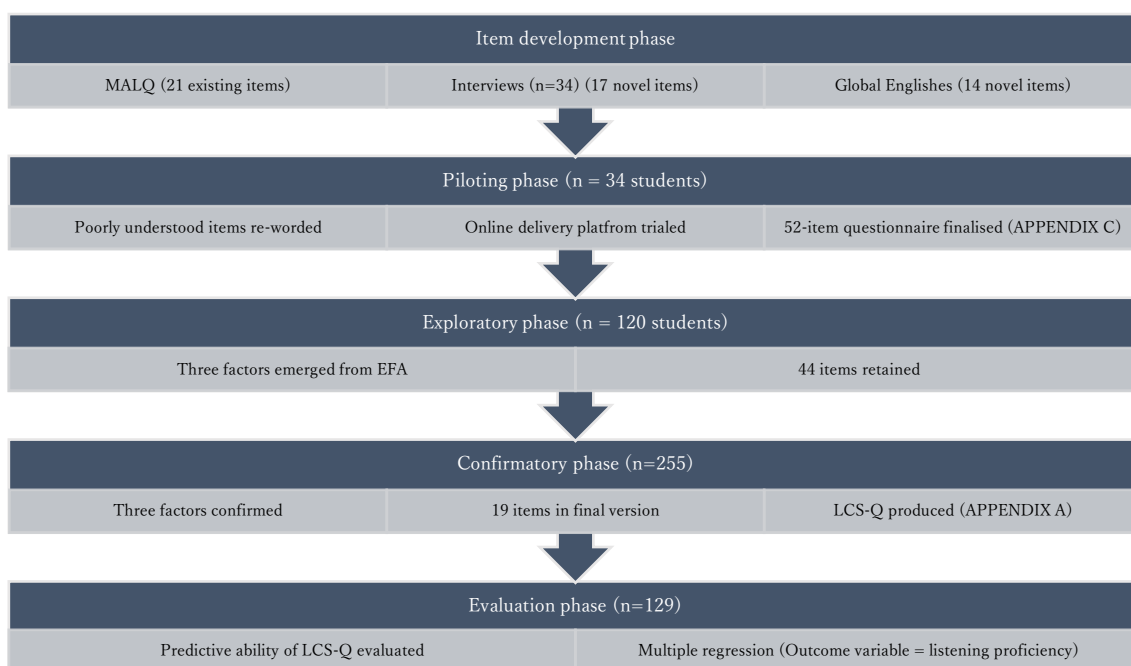 Item development phase
MALQ (21 existing items)
Interviews (n=34) (17 novel items)
Global Englishes (14 novel items)
Piloting phase (n = 34 students)
Poorly understood items re-worded
Online delivery platfrom trialed
52-item questionnaire finalised (APPENDIX C)
Exploratory phase (n = 120 students)
Three factors emerged from EFA
44 items retained
Confirmatory phase (n=255)
Three factors confirmed
19 items in final version
LCS-Q produced (APPENDIX A)
Evaluation phase (n=129)
Predictive ability of LCS-Q evaluated
Multiple regression (Outcome variable = listening proficiency)